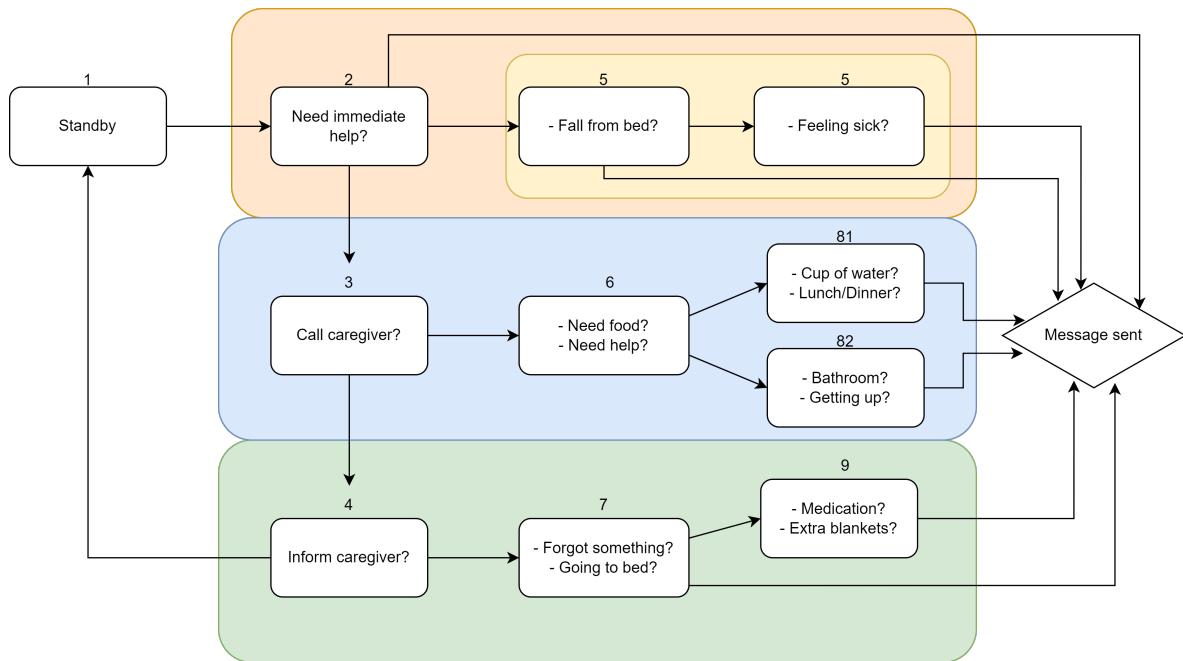 1
Standby
2
Need immediate
help?
5
- Fall from bed?
5
- Feeling sick?
3
Call caregiver?
6
- Need food?
- Need help?
81
- Cup of water?
- Lunch/Dinner?
82
- Bathroom?
- Getting up?
Message sent
4
Inform caregiver?
7
- Forgot something?
- Going to bed?
9
- Medication?
- Extra blankets?